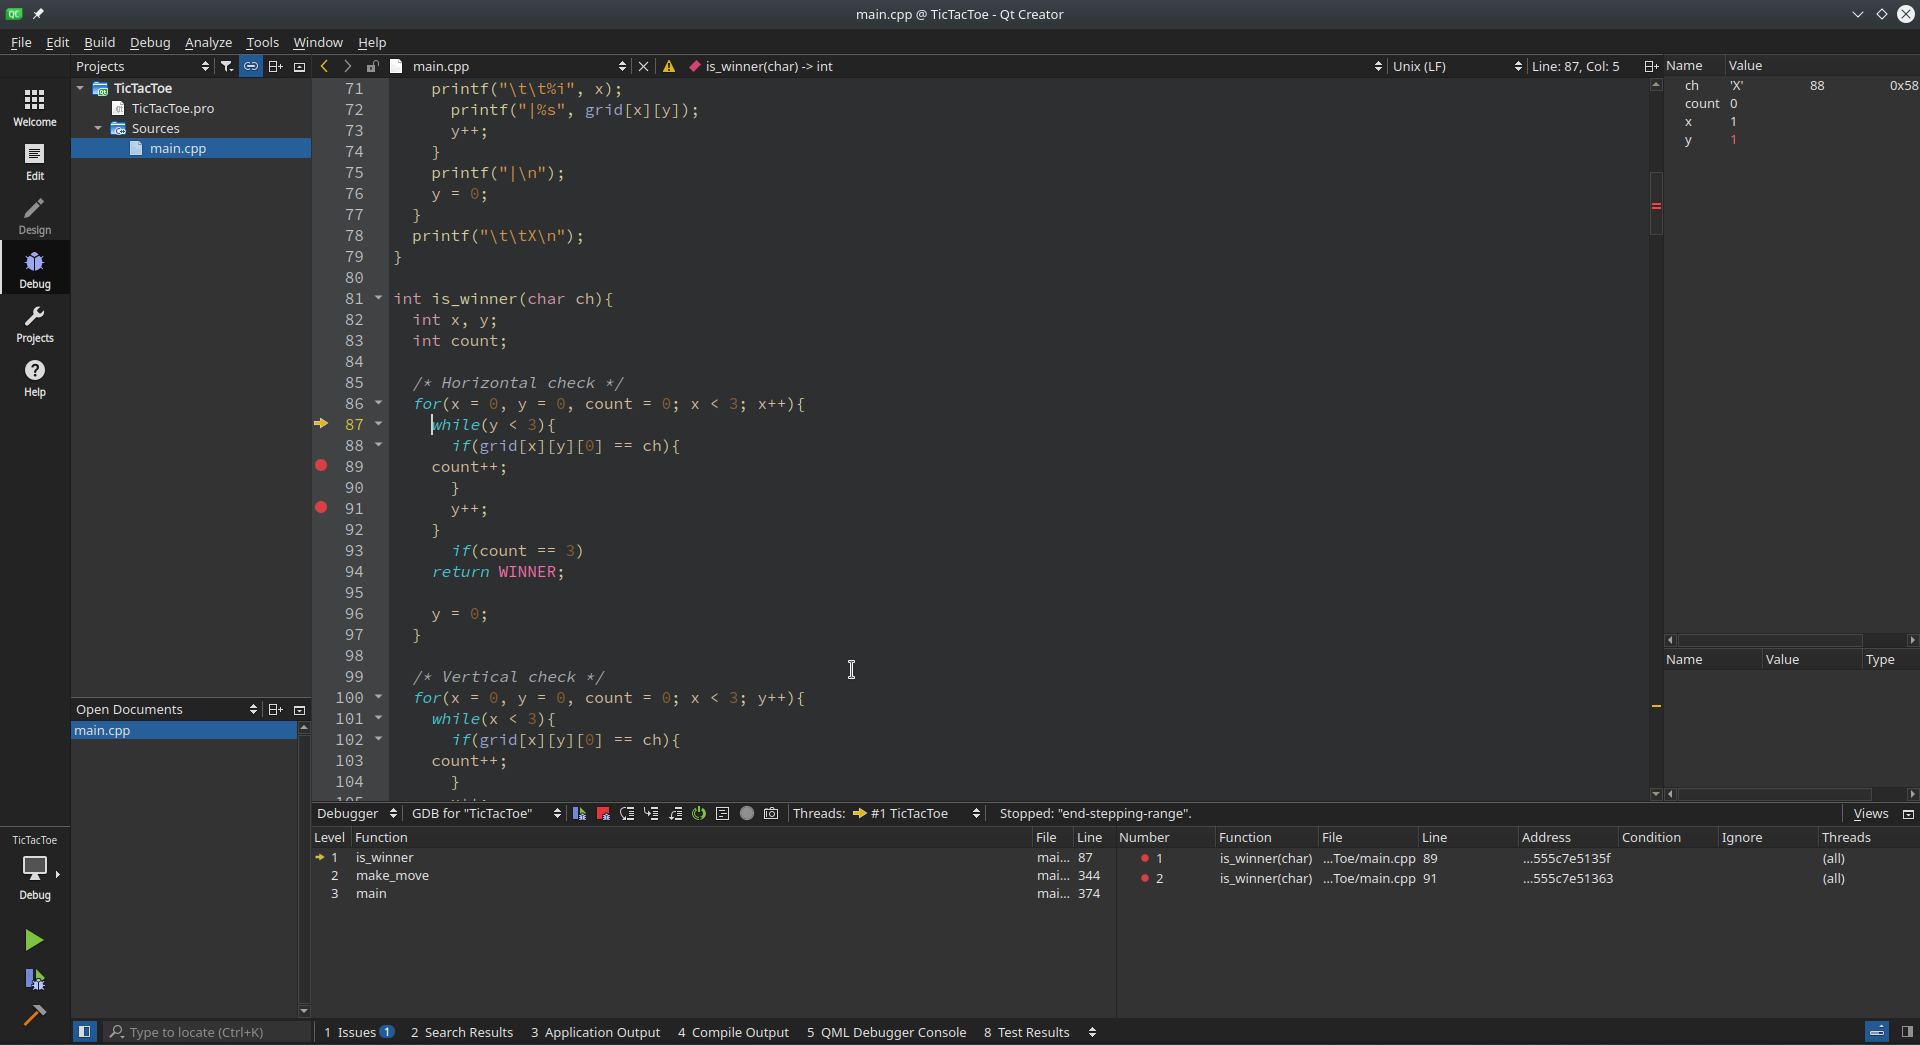 main.cpp @ TicTacToe - Qt Creator
File Edit Build Debug Analyze Tools Window Help
Projects
main.cpp
is_winner(char) -> int
Unix (LF)
Line: 87, Col: 5
Name Value
Welcome
Edit
Design
Debug
Projects
Help
TicTacToe
TicTacToe.pro
Sources
main.cpp
Open Documents
main.cpp
71 printf("\t\t%i", x);
72 printf("|%s", grid[x][y]);
73 y++;
74 }
75 printf("|\n");
76 y = 0;
77 }
78 printf("\t\tX\n");
79 }
80
81 int is_winner(char ch){
82 int x, y;
83 int count;
84
85 /* Horizontal check */
86 for(x = 0, y = 0, count = 0; x < 3; x++){
87 while(y < 3){
88 if(grid[x][y][0] == ch){
89 count++;
90 }
91 y++;
92 }
93 if(count == 3)
94 return WINNER;
95
96 y = 0;
97 }
98
99 /* Vertical check */
100 for(x = 0, y = 0, count = 0; x < 3; y++){
101 while(x < 3){
102 if(grid[x][y][0] == ch){
103 count++;
104 }
ch 'X' 88 0x58
count 0
x 1
y 1
Name Value Type
Debugger GDB for "TicTacToe" Threads: #1 TicTacToe Stopped: "end-stepping-range". Views
Level Function File Line
1 is_winner mai... 87
2 make_move mai... 344
3 main mai... 374
Number Function File Line Address Condition Ignore Threads
1 is_winner(char) ...Toe/main.cpp 89 ...555c7e5135f (all)
2 is_winner(char) ...Toe/main.cpp 91 ...555c7e51363 (all)
TicTacToe
Debug
Type to locate (Ctrl+K)
1 Issues 1 2 Search Results 3 Application Output 4 Compile Output 5 QML Debugger Console 8 Test Results